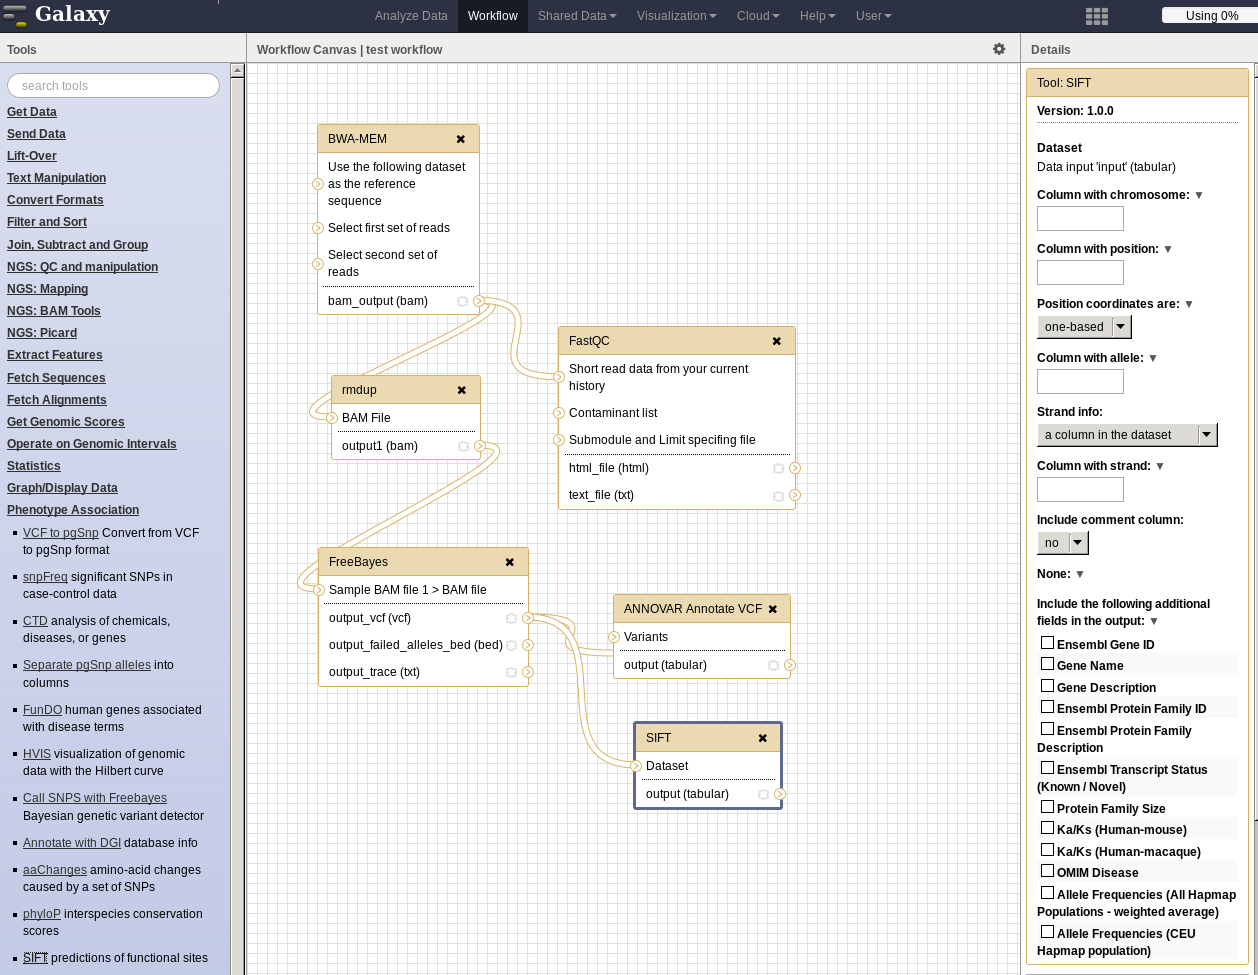 Galaxy
Analyze Data
Workflow
Shared Data
Visualization
Cloud
Help
User
Using 0%
Tools
search tools
Get Data
Send Data
Lift-Over
Text Manipulation
Convert Formats
Filter and Sort
Join, Subtract and Group
NGS: QC and manipulation
NGS: Mapping
NGS: BAM Tools
NGS: Picard
Extract Features
Fetch Sequences
Fetch Alignments
Get Genomic Scores
Operate on Genomic Intervals
Statistics
Graph/Display Data
Phenotype Association
VCF to pgSnp Convert from VCF
to pgSnp format
snpFreq significant SNPs in
case-control data
CTD analysis of chemicals,
diseases, or genes
Separate pgSnp alleles into
columns
FunDO human genes associated
with disease terms
HVIS visualization of genomic
data with the Hilbert curve
Call SNPS with Freebayes
Bayesian genetic variant detector
Annotate with DGI database info
aaChanges amino-acid changes
caused by a set of SNPs
phyloP interspecies conservation
scores
SIFT predictions of functional sites
Workflow Canvas | test workflow
BWA-MEM
Use the following dataset
as the reference
sequence
Select first set of reads
Select second set of
reads
bam_output (bam)
rmdup
BAM File
output1 (bam)
FastQC
Short read data from your current
history
Contaminant list
Submodule and Limit specifing file
html_file (html)
text_file (txt)
FreeBayes
Sample BAM file 1 > BAM file
output_vcf (vcf)
output_failed_alleles_bed (bed)
output_trace (txt)
ANNOVAR Annotate VCF
Variants
output (tabular)
SIFT
Dataset
output (tabular)
Details
Tool: SIFT
Version: 1.0.0
Dataset
Data input 'input' (tabular)
Column with chromosome:
Column with position:
Position coordinates are:
one-based
Column with allele:
Strand info:
a column in the dataset
Column with strand:
Include comment column:
no
None:
Include the following additional
fields in the output:
Ensembl Gene ID
Gene Name
Gene Description
Ensembl Protein Family ID
Ensembl Protein Family
Description
Ensembl Transcript Status
(Known / Novel)
Protein Family Size
Ka/Ks (Human-mouse)
Ka/Ks (Human-macaque)
OMIM Disease
Allele Frequencies (All Hapmap
Populations - weighted average)
Allele Frequencies (CEU
Hapmap population)